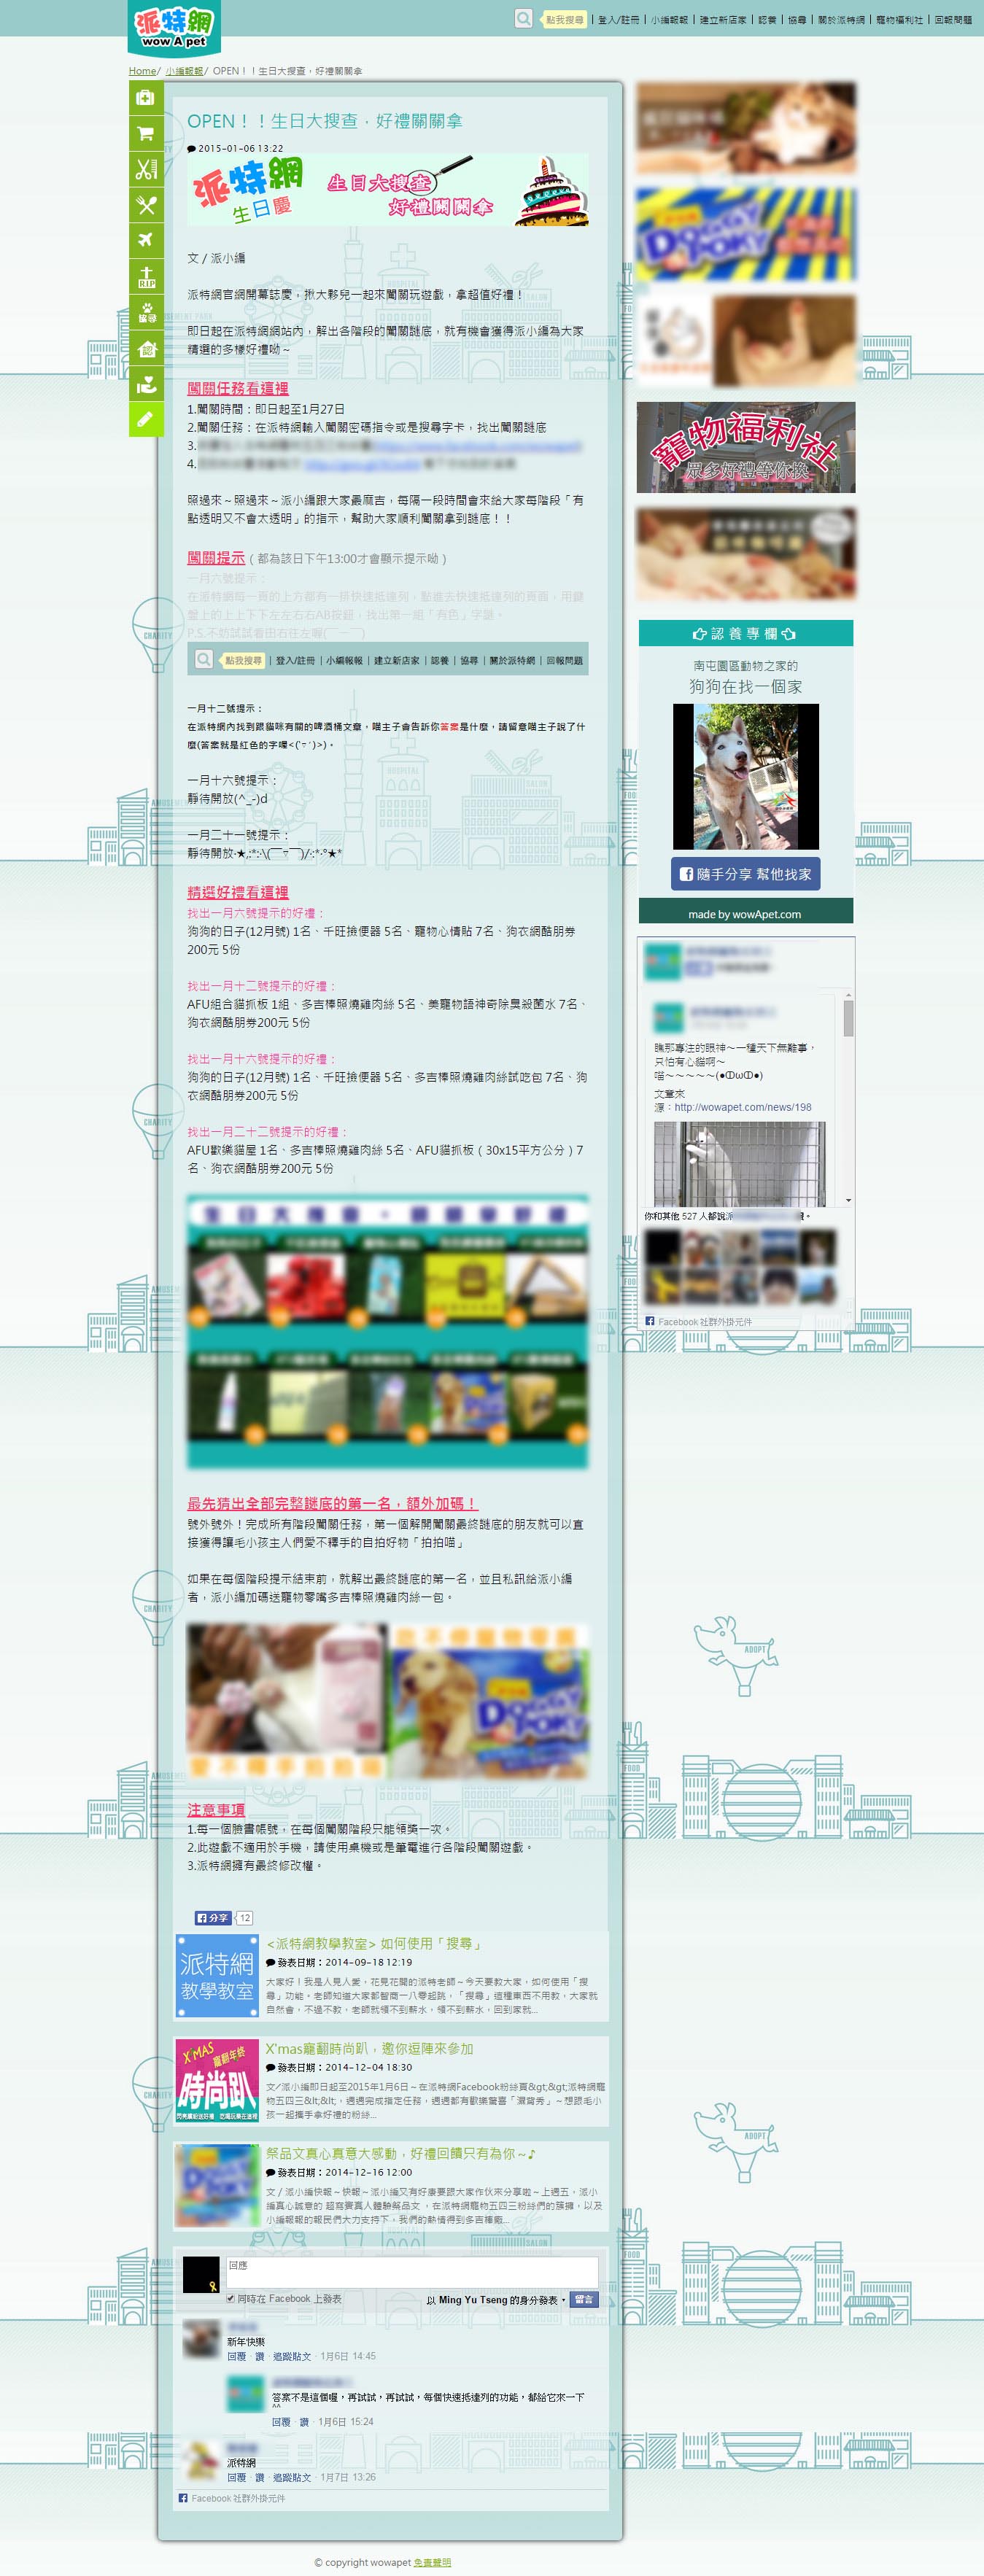 派特網
wow A pet
點我搜尋 | 登入/註冊 | 小編報報 | 建立新店家 | 認養 | 協尋 | 關於派特網 | 寵物福利社 | 回報問題
Home/ 小編報報/ OPEN！！生日大搜查，好禮關關拿
OPEN！！生日大搜查，好禮關關拿
2015-01-06 13:22
派特網
生日慶
生日大搜查
好禮關關拿
RIP
協尋
認
文 / 派小編
派特網官網開幕誌慶，揪大夥兒一起來闖關玩遊戲，拿超值好禮！
即日起在派特網網站內，解出各階段的闖關謎底，就有機會獲得派小編為大家
精選的多樣好禮呦～
闖關任務看這裡
1.闖關時間：即日起至1月27日
2.闖關任務：在派特網輸入闖關密碼指令或是搜尋字卡，找出闖關謎底
3.
4.
照過來～照過來～派小編跟大家最麻吉，每隔一段時間會來給大家每階段「有
點透明又不會太透明」的指示，幫助大家順利闖關拿到謎底！！
闖關提示（都為該日下午13:00才會顯示提示呦）
一月六號提示：
在派特網每一頁的上方都有一排快速抵達列，點進去快速抵達列的頁面，用鍵
盤上的上上下下左左右右AB按鈕，找出第一組「有色」字謎。
P.S.不妨試試看由右往左喔(￣ー￣)
點我搜尋 | 登入/註冊 | 小編報報 | 建立新店家 | 認養 | 協尋 | 關於派特網 | 回報問題
一月十二號提示：
在派特網內找到跟貓咪有關的啤酒桶文章，喵主子會告訴你答案是什麼，請留意喵主子說了什
麼(答案就是紅色的字喔<(ˉ▽ˉ)>)。
一月十六號提示：
靜待開放(^_-)d
一月二十一號提示：
靜待開放‧★,:*:‧\(￣▽￣)/‧:*‧°★*
精選好禮看這裡
找出一月六號提示的好禮：
狗狗的日子(12月號) 1名、千旺撿便器 5名、寵物心情貼 7名、狗衣網酷朋券
200元 5份
找出一月十二號提示的好禮：
AFU組合貓抓板 1組、多吉棒照燒雞肉絲 5名、美寵物語神奇除臭殺菌水 7名、
狗衣網酷朋券200元 5份
找出一月十六號提示的好禮：
狗狗的日子(12月號) 1名、千旺撿便器 5名、多吉棒照燒雞肉絲試吃包 7名、狗
衣網酷朋券200元 5份
找出一月二十二號提示的好禮：
AFU歡樂貓屋 1名、多吉棒照燒雞肉絲 5名、AFU貓抓板（30x15平方公分）7
名、狗衣網酷朋券200元 5份
最先猜出全部完整謎底的第一名，額外加碼！
號外號外！完成所有階段闖關任務，第一個解開闖關最終謎底的朋友就可以直
接獲得讓毛小孩主人們愛不釋手的自拍好物「拍拍喵」
如果在每個階段提示結束前，就解出最終謎底的第一名，並且私訊給派小編
者，派小編加碼送寵物零嘴多吉棒照燒雞肉絲一包。
DOGGY
POKY
注意事項
1.每一個臉書帳號，在每個闖關階段只能領獎一次。
2.此遊戲不適用於手機，請使用桌機或是筆電進行各階段闖關遊戲。
3.派特網擁有最終修改權。
分享 12
派特網
教學教室
<派特網教學教室> 如何使用「搜尋」
發表日期：2014-09-18 12:19
大家好！我是人見人愛，花見花開的派特老師～今天要教大家，如何使用「搜
尋」功能。老師知道大家都智商一八零起跳，「搜尋」這種東西不用教，大家就
自然會，不過不教，老師就領不到薪水，領不到薪水，回到家就...
X'MAS
寵翻年終
時尚趴
X'mas寵翻時尚趴，邀你逗陣來參加
發表日期：2014-12-04 18:30
文/派小編即日起至2015年1月6日～在派特網Facebook粉絲頁&gt;&gt;派特網寵
物五四三&lt;&lt;，週週完成指定任務，週週都有歡樂驚喜「濕背秀」～想跟毛小
孩一起攜手拿好禮的粉絲...
祭品文真心真意大感動，好禮回饋只有為你～♪
發表日期：2014-12-16 12:00
文 / 派小編快報～快報～派小編又有好康要跟大家作伙來分享啦～上週五，派小
編真心誠意的 超寫實真人體驗祭品文 ，在派特網寵物五四三粉絲們的簇擁，以及
小編報報的報民們大力支持下，我們的熱情得到多吉棒廠...
回應
同時在 Facebook 上發表
以 Ming Yu Tseng 的身分發表 留言
新年快樂
回覆 · 讚 · 追蹤貼文 · 1月6日 14:45
答案不是這個喔，再試試，再試試，每個快速抵達列的功能，都給它來一下
^^
回覆 · 讚 · 1月6日 15:24
派特網
回覆 · 讚 · 追蹤貼文 · 1月7日 13:26
Facebook 社群外掛元件
DOGGY
POKY
寵物福利社
眾多好禮等你換
認養專欄
南屯園區動物之家的
狗狗在找一個家
隨手分享 幫他找家
made by wowApet.com
瞧那專注的眼神～一種天下無難事，
只怕有心貓啊～
喵～～～～～(●ↀωↀ●)
文章來
源：http://wowapet.com/news/198
你和其他 527 人都說派
Facebook 社群外掛元件
CHARITY
HOSPITAL
SALON
ADOPT
© copyright wowapet 免責聲明